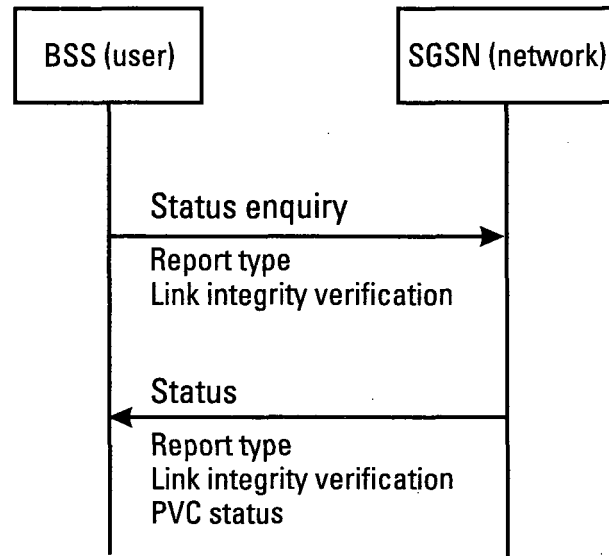 BSS (user)
SGSN (network)
Status enquiry
Report type
Link integrity verification
Status
Report type
Link integrity verification
PVC status